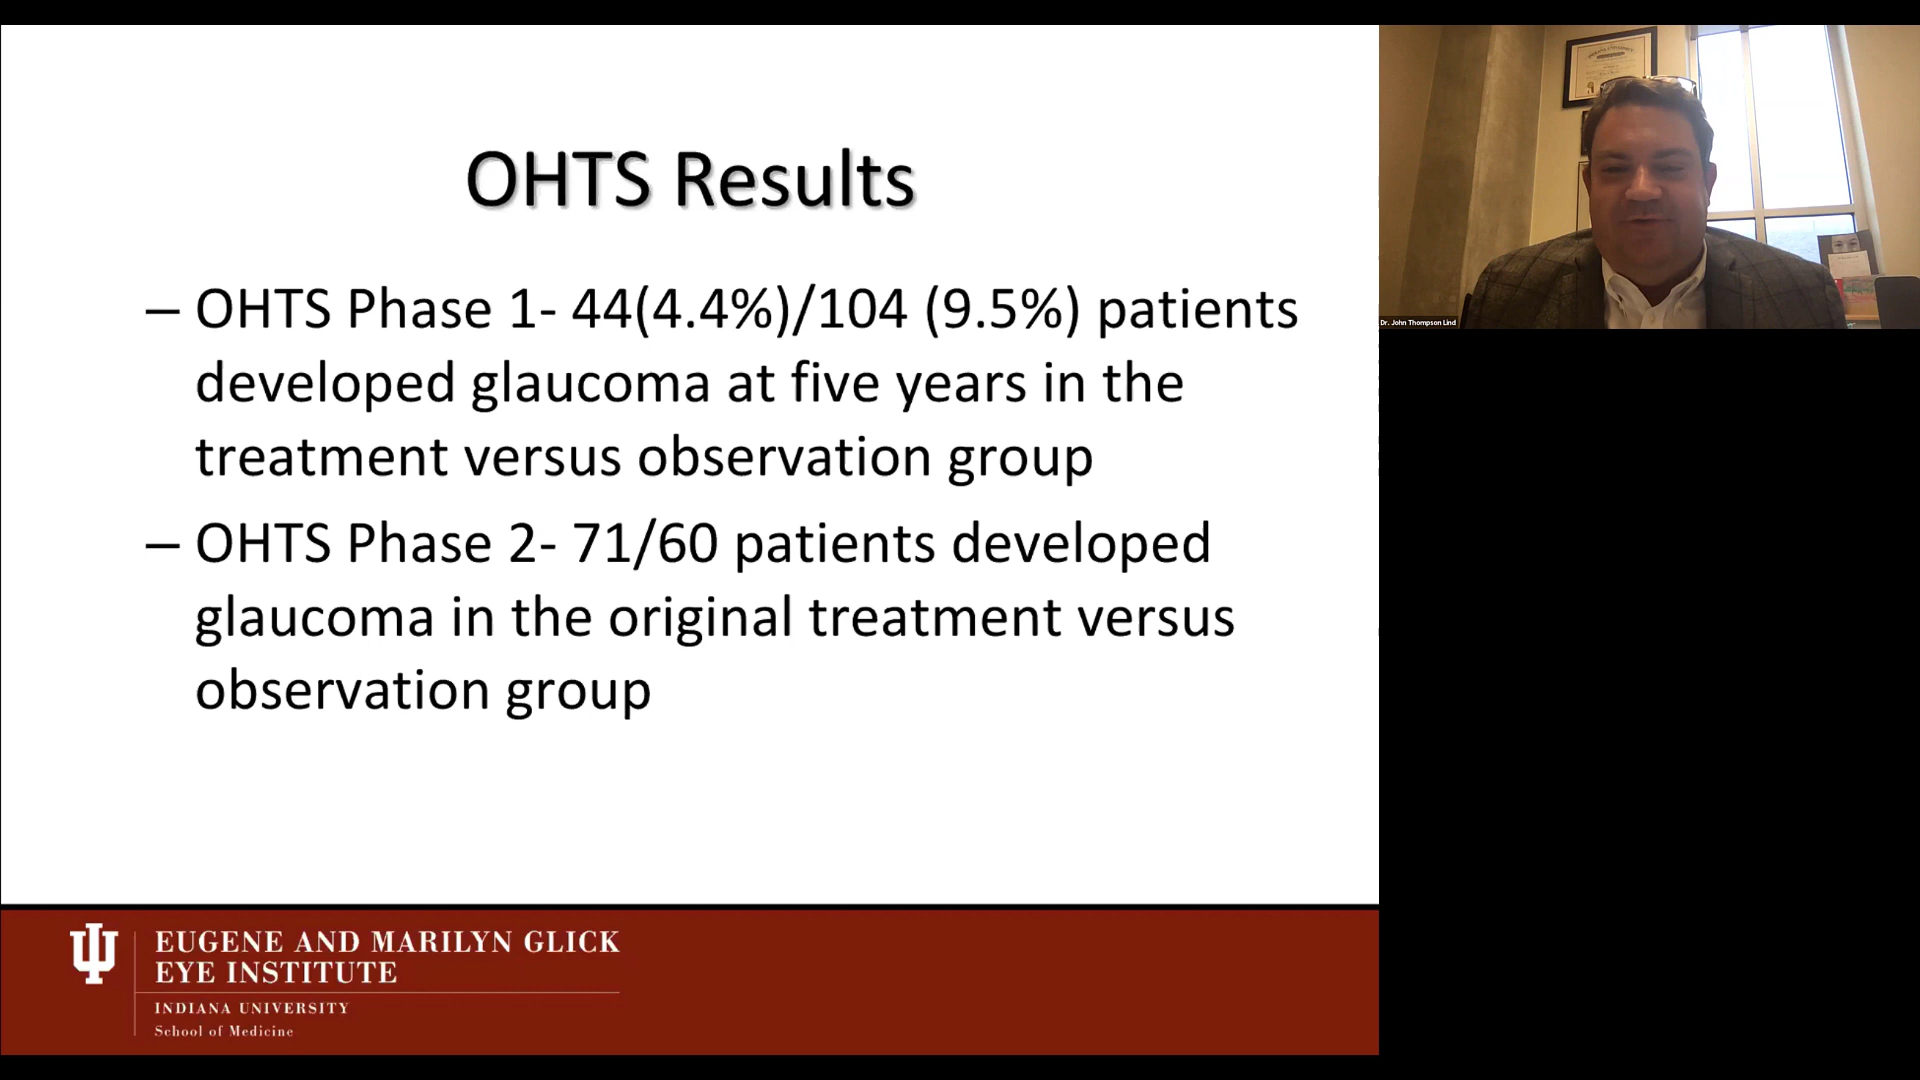 OHTS Results
– OHTS Phase 1- 44(4.4%)/104 (9.5%) patients
developed glaucoma at five years in the
treatment versus observation group
– OHTS Phase 2- 71/60 patients developed
glaucoma in the original treatment versus
observation group
EUGENE AND MARILYN GLICK
EYE INSTITUTE
INDIANA UNIVERSITY
School of Medicine
Dr. John Thompson Lind